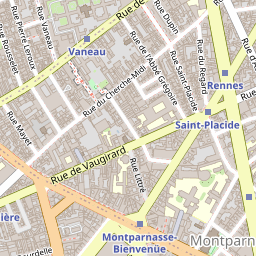 Rue de
Rue Dupin
Rue Pierre Leroux
Rue Rousselet
Rue Vaneau
Vaneau
Rue de l'Abbé Grégoire
Rue Saint-Placide
Rue du Regard
Rennes
Rue du Cherche-Midi
Rue Mayet
Saint-Placide
Rue de Vaugirard
Rue Littré
ière
Montparnasse-
Bienvenüe
Montparn